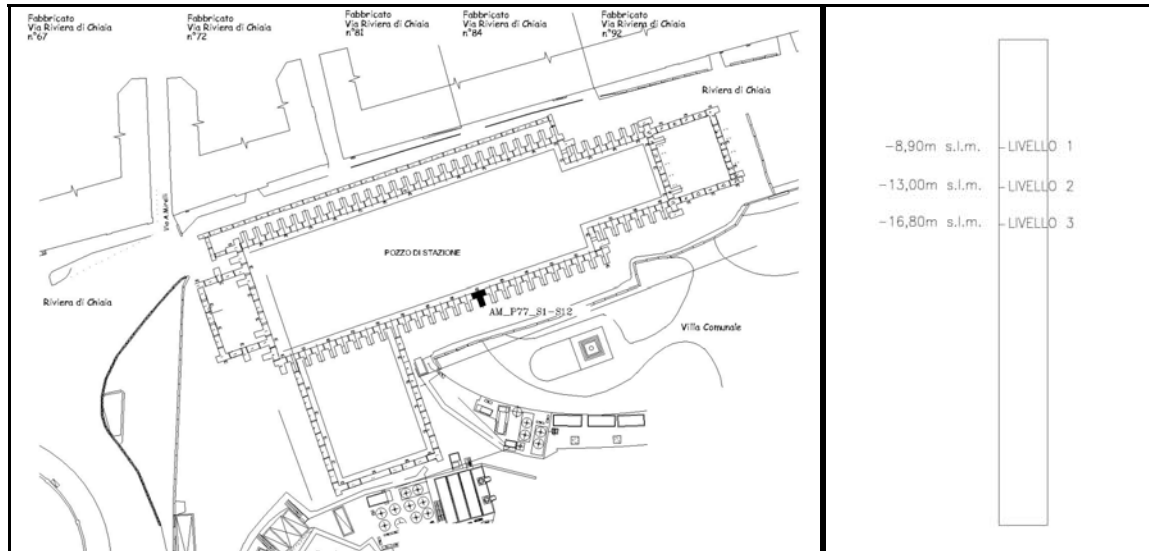 Fabbricato
Via Riviera di Chiaia
n°67
Fabbricato
Via Riviera di Chiaia
n°72
Fabbricato
Via Riviera di Chiaia
n°81
Fabbricato
Via Riviera di Chiaia
n°84
Fabbricato
Via Riviera di Chiaia
n°92
Riviera di Chiaia
Via A.Mirelli
POZZO DI STAZIONE
Riviera di Chiaia
AM_P77_S1-S12
Villa Comunale
-8,90m s.l.m. LIVELLO 1
-13,00m s.l.m. LIVELLO 2
-16,80m s.l.m. LIVELLO 3